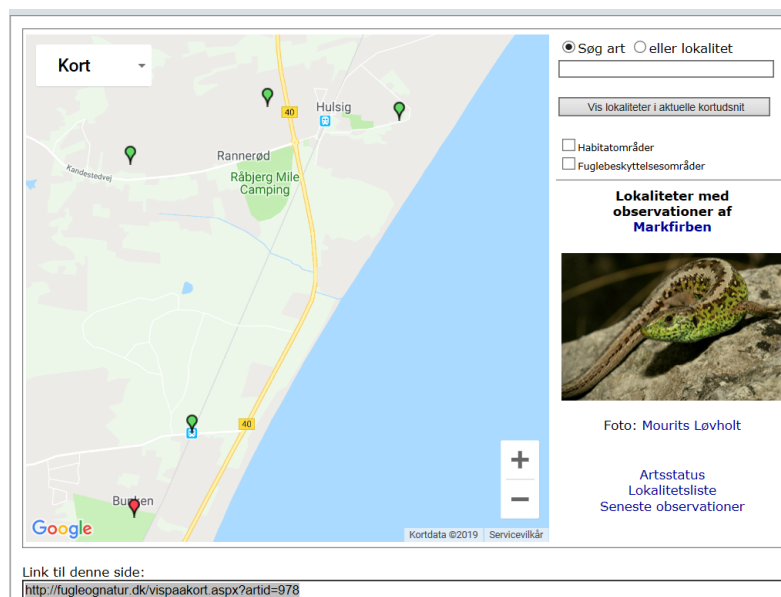 Kort
Søg art eller lokalitet
Vis lokaliteter i aktuelle kortudsnit
Habitatområder
Fuglebeskyttelsesområder
Lokaliteter med
observationer af
Markfirben
Foto: Mourits Løvholt
Artsstatus
Lokalitetsliste
Seneste observationer
40
Hulsig
Rannerød
Kandestedvej
Råbjerg Mile
Camping
40
+
−
Google
Kortdata ©2019 Servicevilkår
Link til denne side:
http://fugleognatur.dk/vispaakort.aspx?artid=978